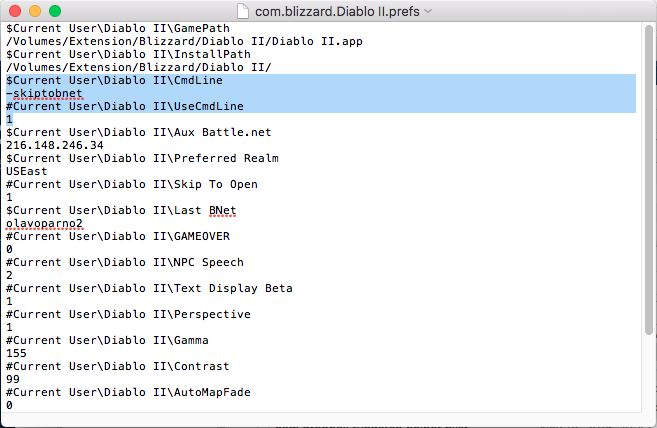 com.blizzard.Diablo II.prefs
$Current User\Diablo II\GamePath
/Volumes/Extension/Blizzard/Diablo II/Diablo II.app
$Current User\Diablo II\InstallPath
/Volumes/Extension/Blizzard/Diablo II/
$Current User\Diablo II\CmdLine
-skiptobnet
#Current User\Diablo II\UseCmdLine
1
$Current User\Diablo II\Aux Battle.net
216.148.246.34
$Current User\Diablo II\Preferred Realm
USEast
#Current User\Diablo II\Skip To Open
1
$Current User\Diablo II\Last BNet
olavoparno2
#Current User\Diablo II\GAMEOVER
0
#Current User\Diablo II\NPC Speech
2
#Current User\Diablo II\Text Display Beta
1
#Current User\Diablo II\Perspective
1
#Current User\Diablo II\Gamma
155
#Current User\Diablo II\Contrast
99
#Current User\Diablo II\AutoMapFade
0